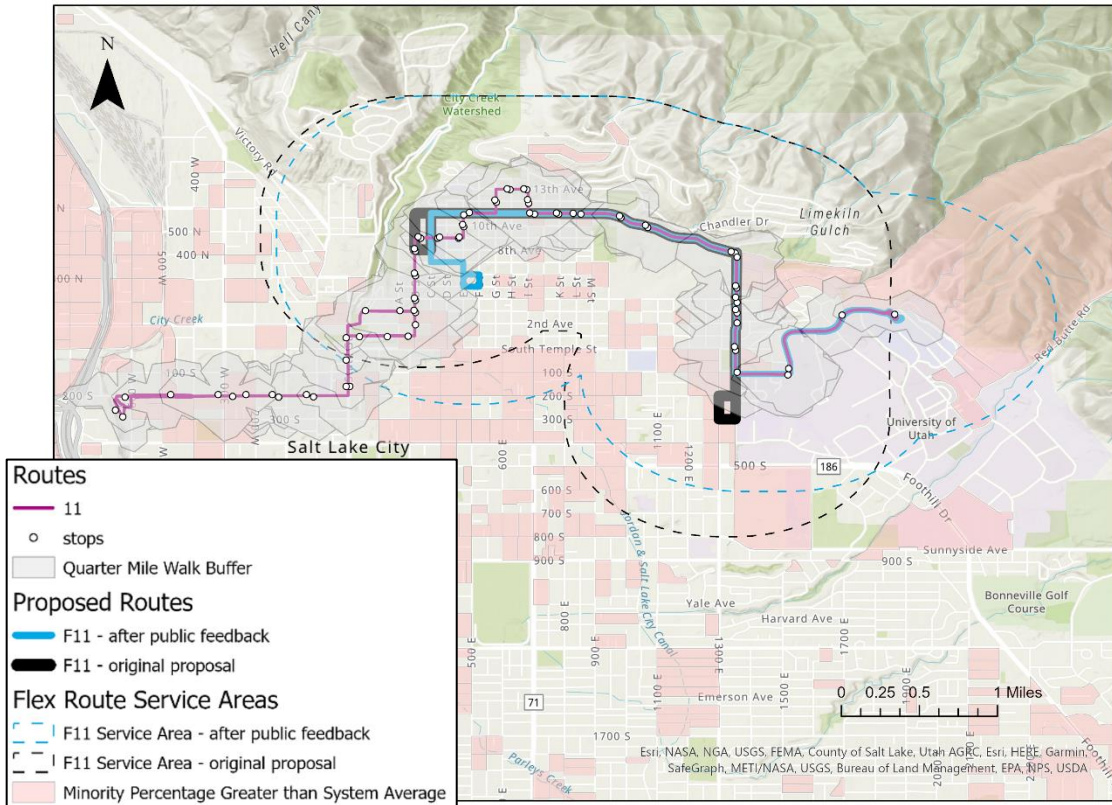 Hell Cany
N
City Creek
Watershed
Victory Rd
400 W
13th Ave
Chandler Dr
Limekiln
Gulch
500 N
400 N
500 W
10th Ave
8th Ave
A St
G St
H St
I St
K St
L St
M St
City Creek
2nd Ave
South Temple St
Red Butte Rd
100 S
200 S
300 S
100 S
200 S
300 S
1100 E
1200 E
University of
Utah
Salt Lake City
500 S
186
Foothill Dr
600 E
600 S
700 S
800 S
900 S
Jordan & Salt Lake City Canal
Sunnyside Ave
900 S
Bonneville Golf
Course
Yale Ave
Harvard Ave
800 E
500 E
900 E
1100 E
1300 E
1500 E
1700 E
1900 E
Emerson Ave
71
1700 S
Parleys Creek
Foothill
0 0.25 0.5 1 Miles
Routes
11
stops
Quarter Mile Walk Buffer
Proposed Routes
F11 - after public feedback
F11 - original proposal
Flex Route Service Areas
F11 Service Area - after public feedback
F11 Service Area - original proposal
Minority Percentage Greater than System Average
Esri, NASA, NGA, USGS, FEMA, County of Salt Lake, Utah AGRC, Esri, HERE, Garmin,
SafeGraph, METI/NASA, USGS, Bureau of Land Management, EPA, NPS, USDA